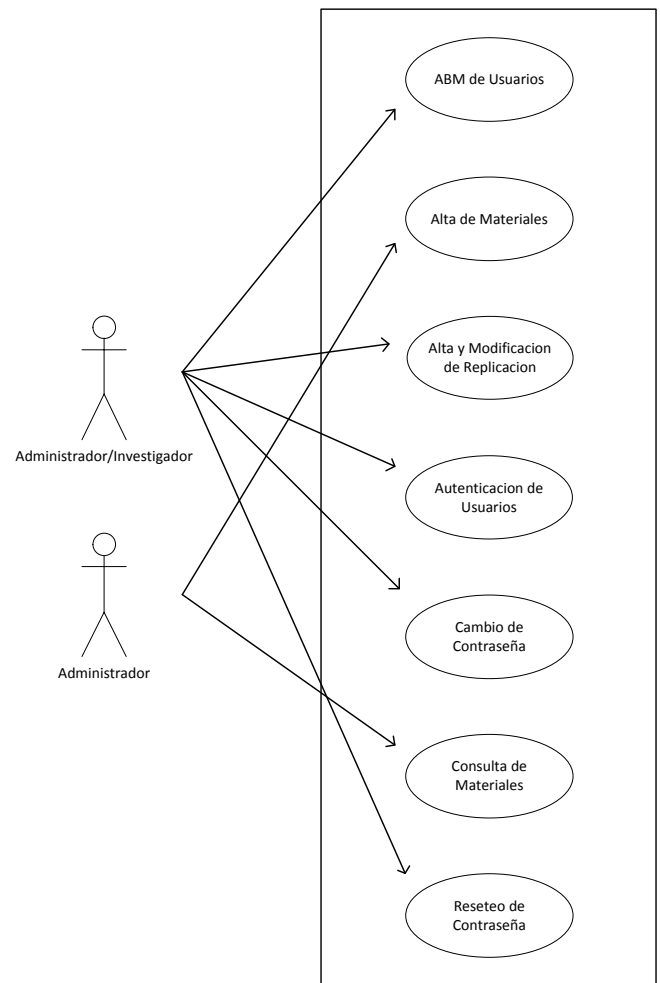 ABM de Usuarios
Alta de Materiales
Alta y Modificacion
de Replicacion
Administrador/Investigador
Autenticacion de
Usuarios
Cambio de
Contraseña
Administrador
Consulta de
Materiales
Reseteo de
Contraseña